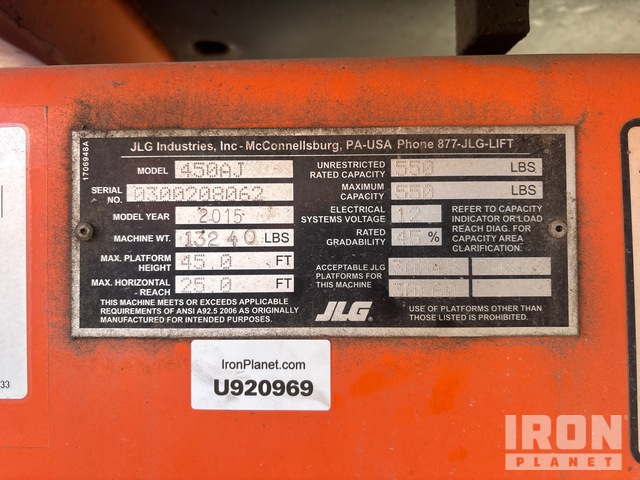 JLG Industries, Inc - McConnellsburg, PA-USA Phone 877-JLG-LIFT
1706948A
MODEL 450AJ
SERIAL NO. 0300208062
MODEL YEAR 2015
MACHINE WT. 13240 LBS
MAX. PLATFORM HEIGHT 45.0 FT
MAX. HORIZONTAL REACH 25.0 FT
THIS MACHINE MEETS OR EXCEEDS APPLICABLE
REQUIREMENTS OF ANSI A92.5 2006 AS ORIGINALLY
MANUFACTURED FOR INTENDED PURPOSES.
UNRESTRICTED RATED CAPACITY 550 LBS
MAXIMUM CAPACITY 550 LBS
ELECTRICAL SYSTEMS VOLTAGE 12
RATED GRADABILITY 45 %
REFER TO CAPACITY
INDICATOR OR/LOAD
REACH DIAG. FOR
CAPACITY AREA
CLARIFICATION.
ACCEPTABLE JLG
PLATFORMS FOR
THIS MACHINE
JLG
USE OF PLATFORMS OTHER THAN
THOSE LISTED IS PROHIBITED.
IronPlanet.com
U920969
33
IRON
PLANET